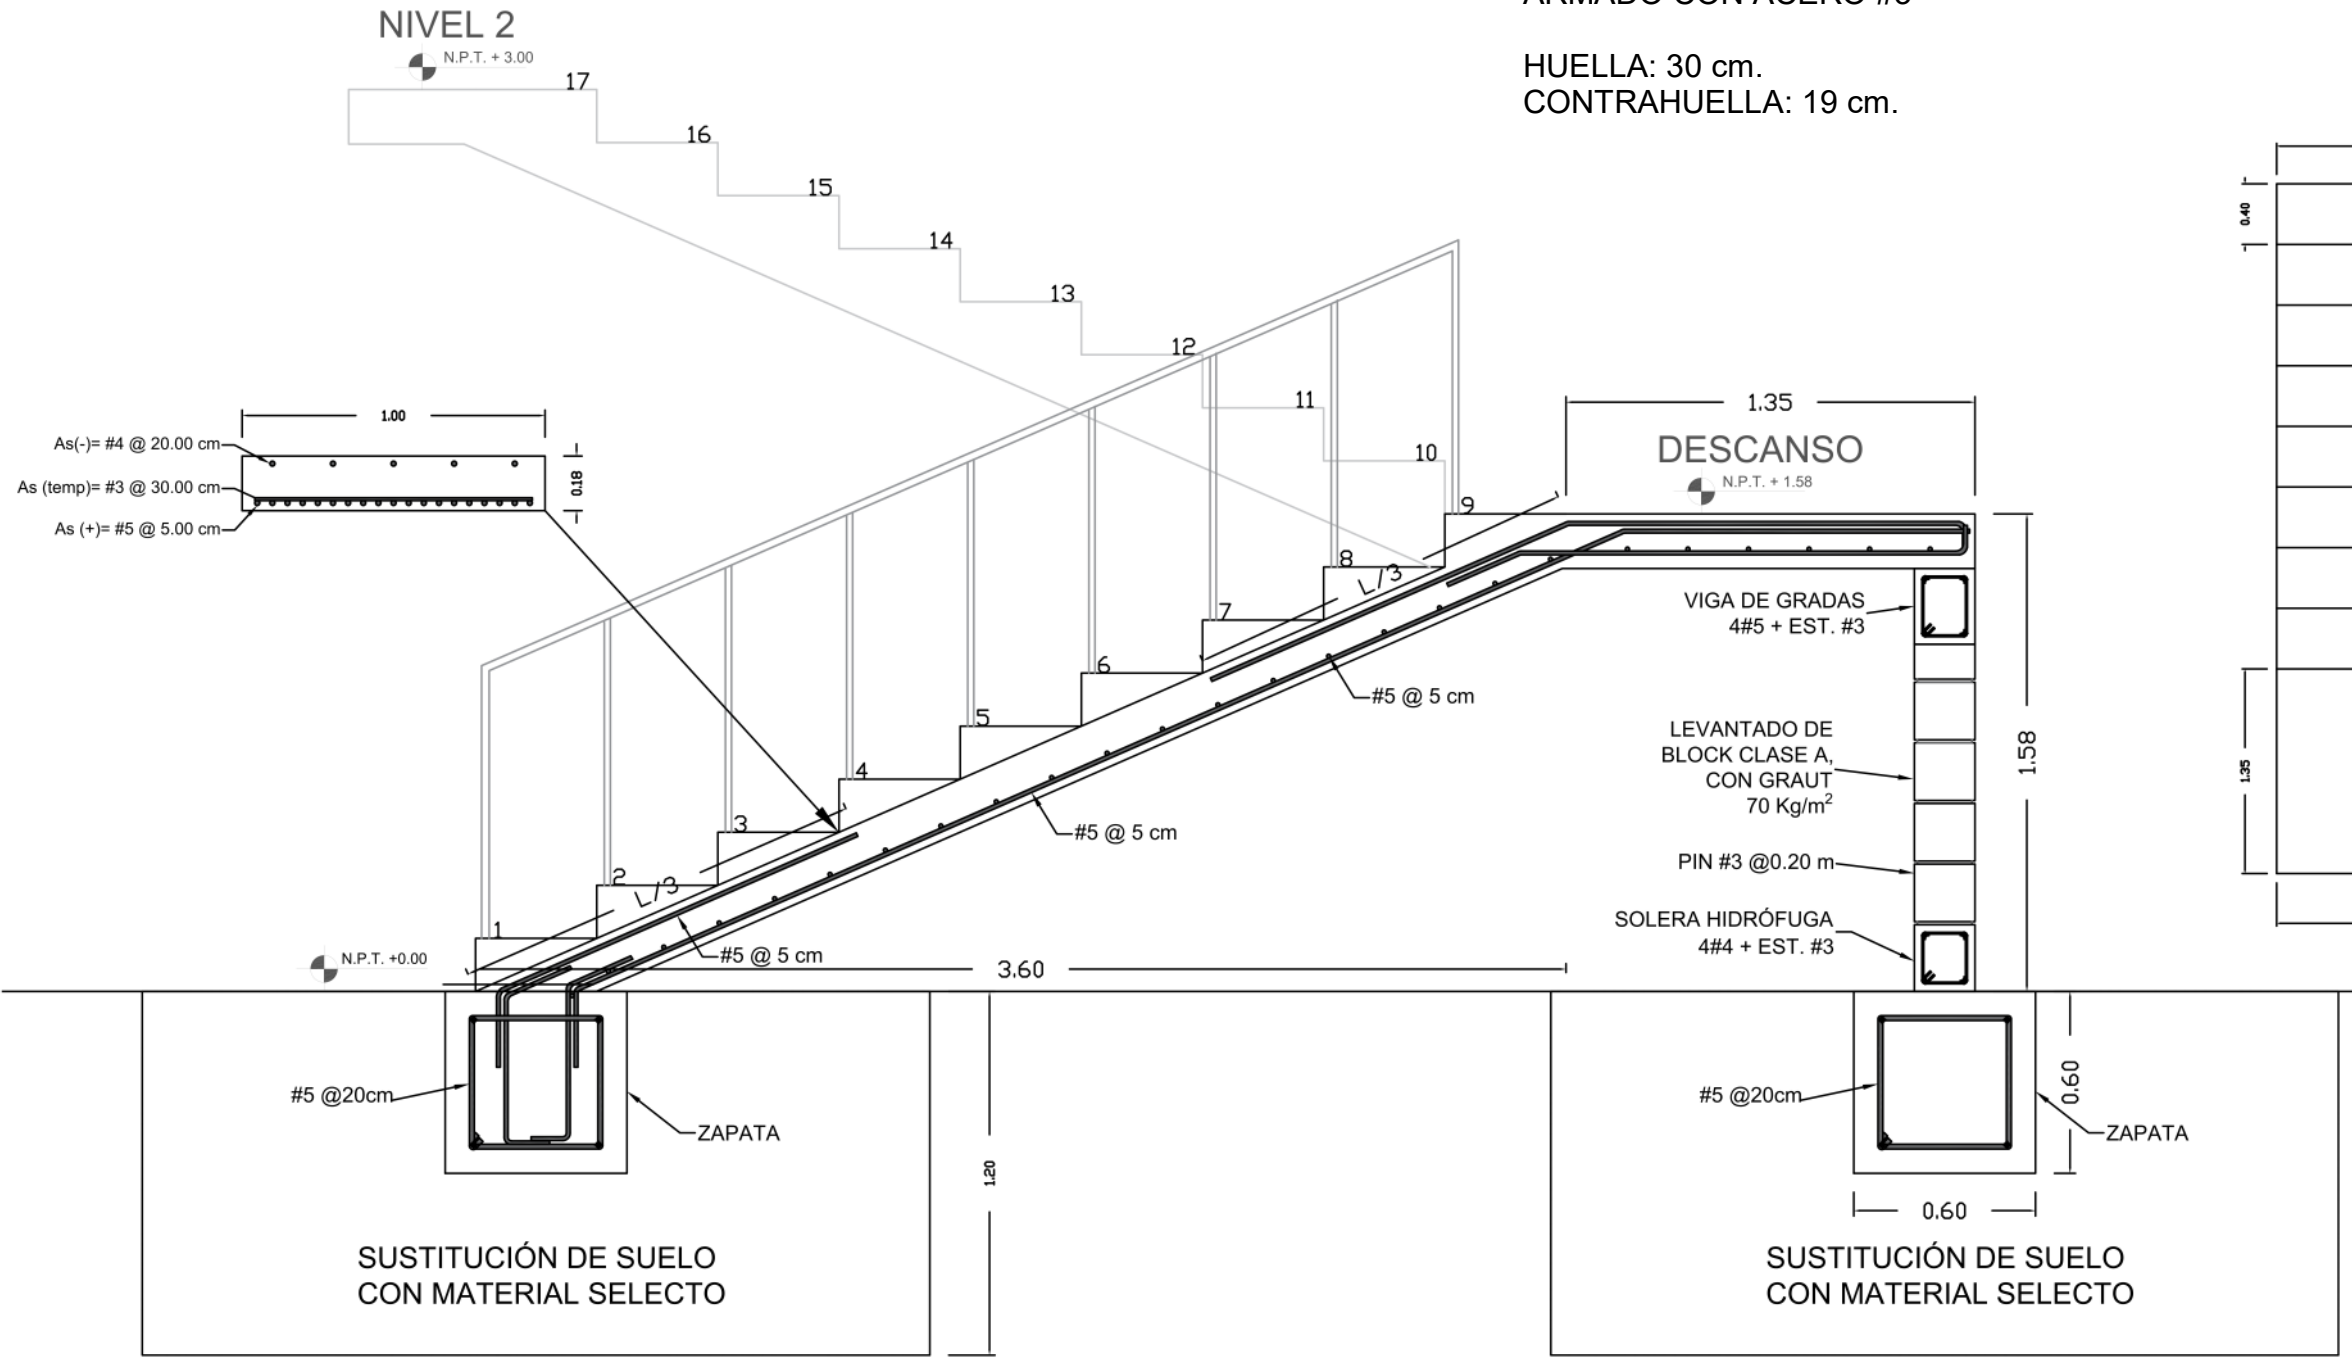 NIVEL 2
N.P.T. + 3.00
HUELLA: 30 cm.
CONTRAHUELLA: 19 cm.
17
16
15
14
13
12
11
10
0.40
1.00
As(-)= #4 @ 20.00 cm
As (temp)= #3 @ 30.00 cm
As (+)= #5 @ 5.00 cm
0.18
1.35
DESCANSO
N.P.T. + 1.58
9
8
L/3
7
6
5
4
3
2
L/3
1
VIGA DE GRADAS
4#5 + EST. #3
#5 @ 5 cm
LEVANTADO DE
BLOCK CLASE A,
CON GRAUT
70 Kg/m²
1.58
1.35
#5 @ 5 cm
PIN #3 @0.20 m
SOLERA HIDRÓFUGA
4#4 + EST. #3
N.P.T. +0.00
#5 @ 5 cm
3.60
#5 @20cm
ZAPATA
1.20
#5 @20cm
ZAPATA
0.60
0.60
SUSTITUCIÓN DE SUELO
CON MATERIAL SELECTO
SUSTITUCIÓN DE SUELO
CON MATERIAL SELECTO